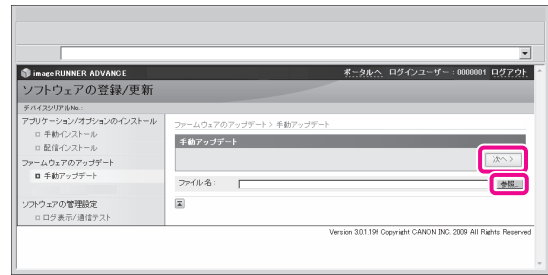 imageRUNNER ADVANCE
ポータルへ ログインユーザー : 0000001 ログアウト
ソフトウェアの登録/更新
デバイスシリアルNo. :
アプリケーション/オプションのインストール
手動インストール
配信インストール
ファームウェアのアップデート
手動アップデート
ソフトウェアの管理設定
ログ表示/通信テスト
ファームウェアのアップデート > 手動アップデート
手動アップデート
次へ >
ファイル名 :
参照...
Version 3.0.1.19f Copyright CANON INC. 2009 All Rights Reserved